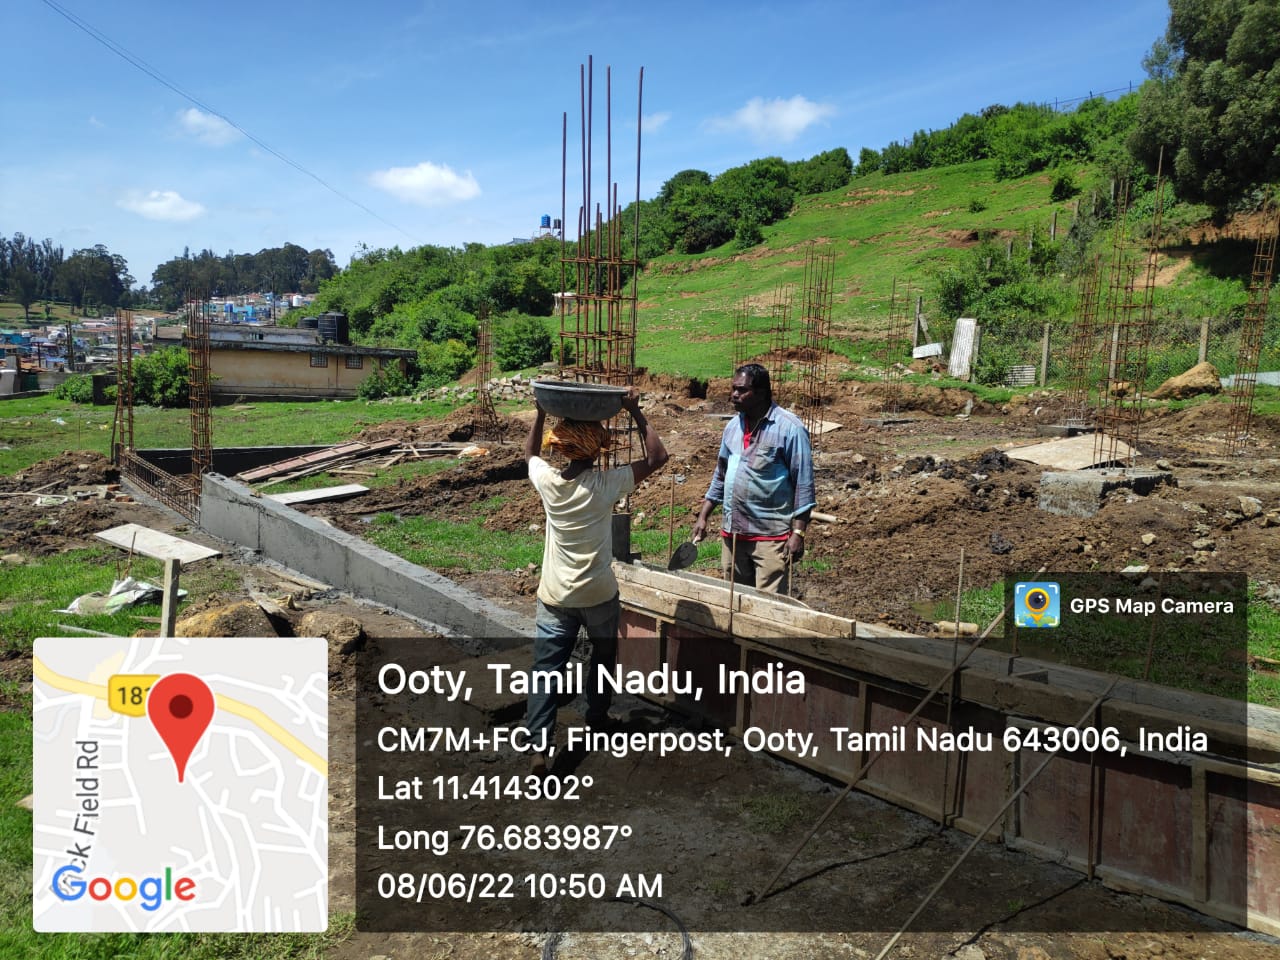 GPS Map Camera
Ooty, Tamil Nadu, India
CM7M+FCJ, Fingerpost, Ooty, Tamil Nadu 643006, India
Lat 11.414302°
Long 76.683987°
08/06/22 10:50 AM
Field Rd
Google